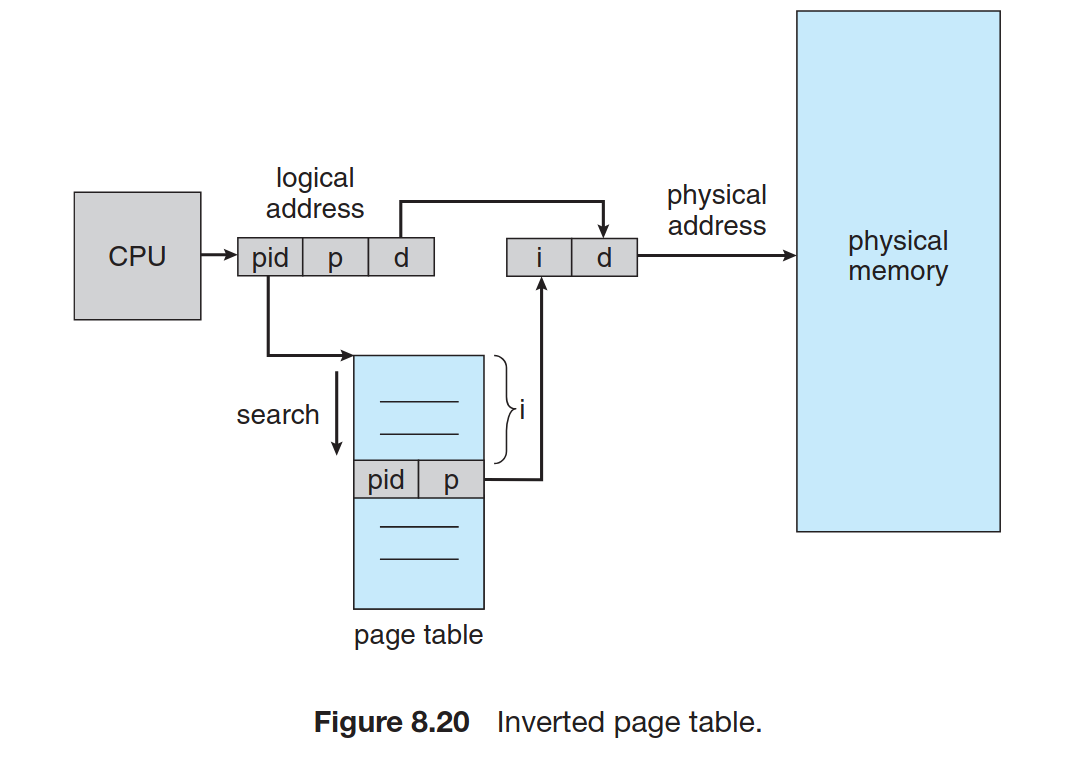 logical
address
physical
address
CPU
pid p d
i d
physical
memory
search
i
pid p
page table
Figure 8.20 Inverted page table.